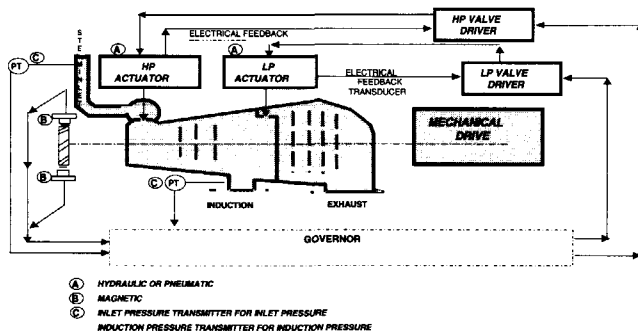 HP VALVE
DRIVER
ELECTRICAL FEEDBACK
C
PT
A
HP
ACTUATOR
A
LP
ACTUATOR
LP VALVE
DRIVER
ELECTRICAL
FEEDBACK
TRANSDUCER
B
MECHANICAL
DRIVE
B
C
PT
INDUCTION
EXHAUST
GOVERNOR
A HYDRAULIC OR PNEUMATIC
B MAGNETIC
C INLET PRESSURE TRANSMITTER FOR INLET PRESSURE
INDUCTION PRESSURE TRANSMITTER FOR INDUCTION PRESSURE